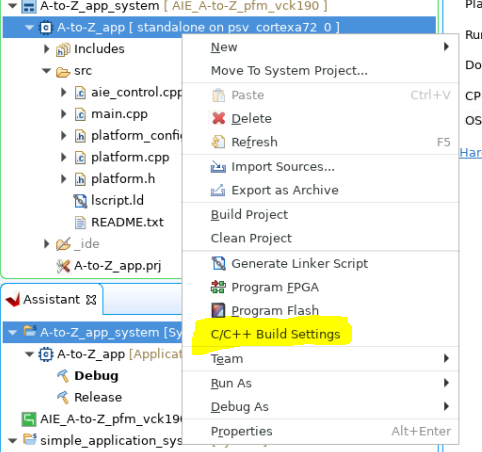 A-to-Z_app_system [ AIE_A-to-Z_pfm_vck190 ]
A-to-Z_app [ standalone on psv_cortexa72_0 ]
Includes
src
aie_control.cpp
main.cpp
platform_config
platform.cpp
platform.h
lscript.ld
README.txt
_ide
A-to-Z_app.prj
Assistant
A-to-Z_app_system [Sy
A-to-Z_app [Applicat
Debug
Release
AIE_A-to-Z_pfm_vck190
simple_application_sys
New
Move To System Project...
Paste Ctrl+V
Delete
Refresh F5
Import Sources...
Export as Archive
Build Project
Clean Project
Generate Linker Script
Program FPGA
Program Flash
C/C++ Build Settings
Team
Run As
Debug As
Properties Alt+Enter
Pla
Ru
Do
CP
OS
Har